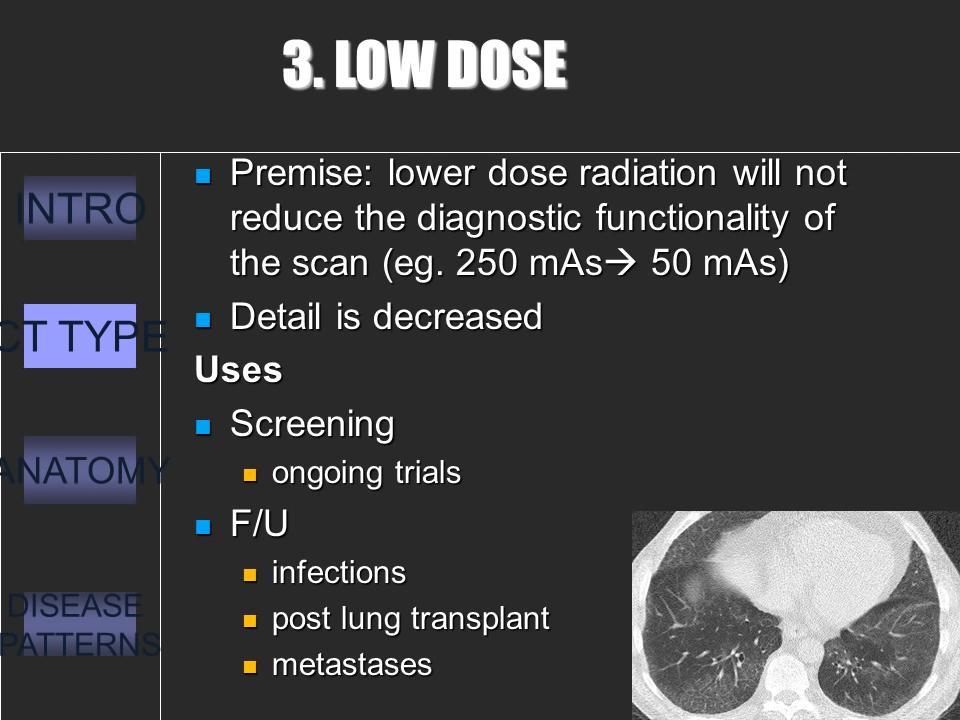 3. LOW DOSE
INTRO
CT TYPE
ANATOMY
DISEASE
PATTERNS
Premise: lower dose radiation will not
reduce the diagnostic functionality of
the scan (eg. 250 mAs→ 50 mAs)
Detail is decreased
Uses
Screening
ongoing trials
F/U
infections
post lung transplant
metastases